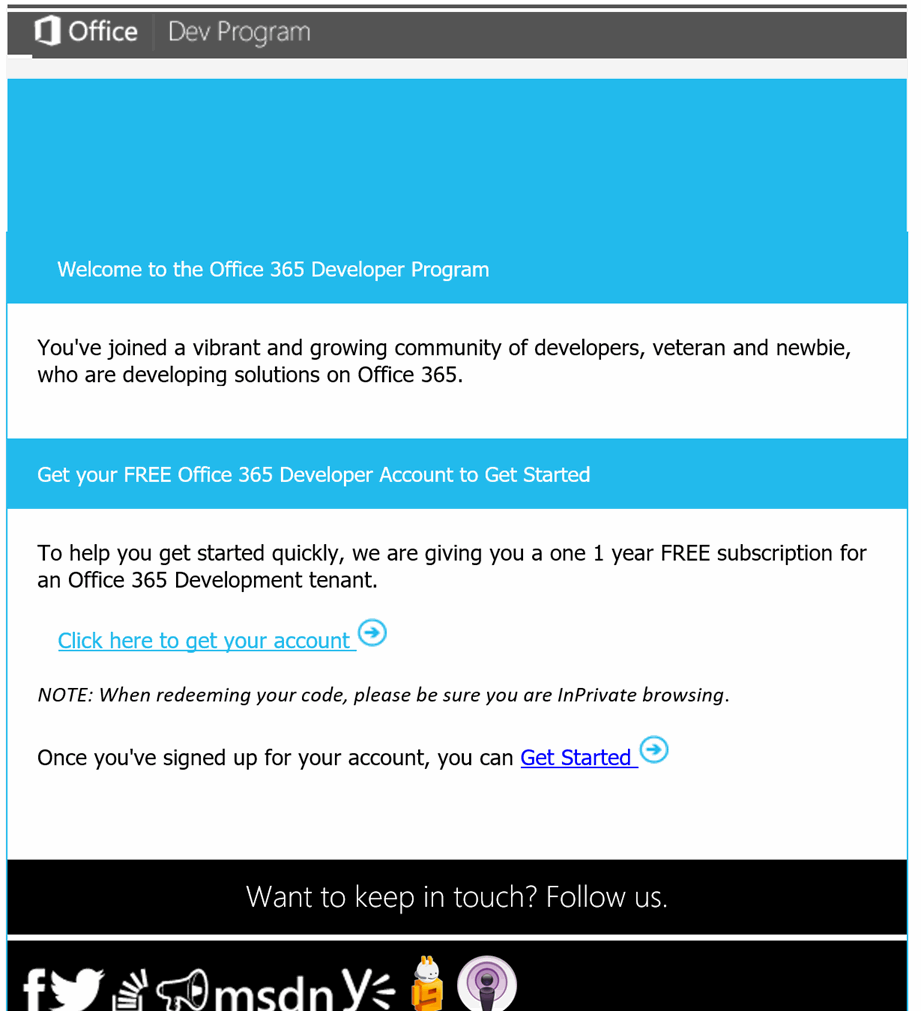 Office | Dev Program
Welcome to the Office 365 Developer Program
You've joined a vibrant and growing community of developers, veteran and newbie,
who are developing solutions on Office 365.
Get your FREE Office 365 Developer Account to Get Started
To help you get started quickly, we are giving you a one 1 year FREE subscription for
an Office 365 Development tenant.
Click here to get your account
NOTE: When redeeming your code, please be sure you are InPrivate browsing.
Once you've signed up for your account, you can Get Started
Want to keep in touch? Follow us.
msdn